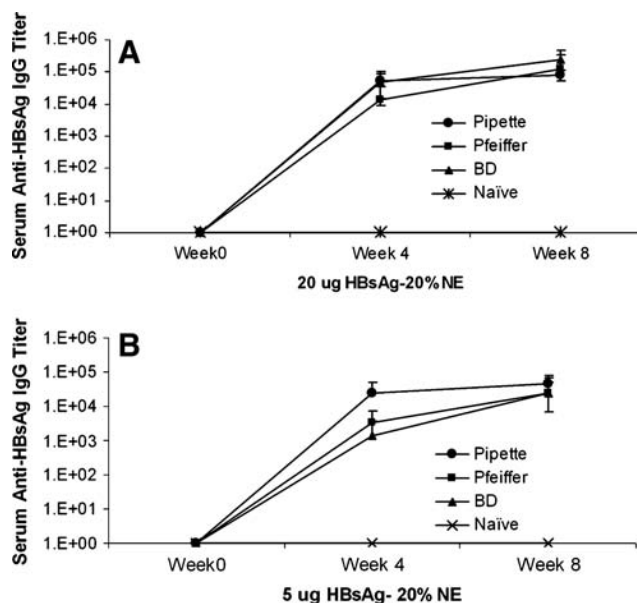 A
Serum Anti-HBsAg IgG Titer
1.E+06
1.E+05
1.E+04
1.E+03
1.E+02
1.E+01
1.E+00
Pipette
Pfeiffer
BD
Naïve
Week0
Week 4
Week 8
20 ug HBsAg-20% NE
B
Serum Anti-HBsAg IgG Titer
1.E+06
1.E+05
1.E+04
1.E+03
1.E+02
1.E+01
1.E+00
Pipette
Pfeiffer
BD
Naïve
Week0
Week 4
Week 8
5 ug HBsAg- 20% NE